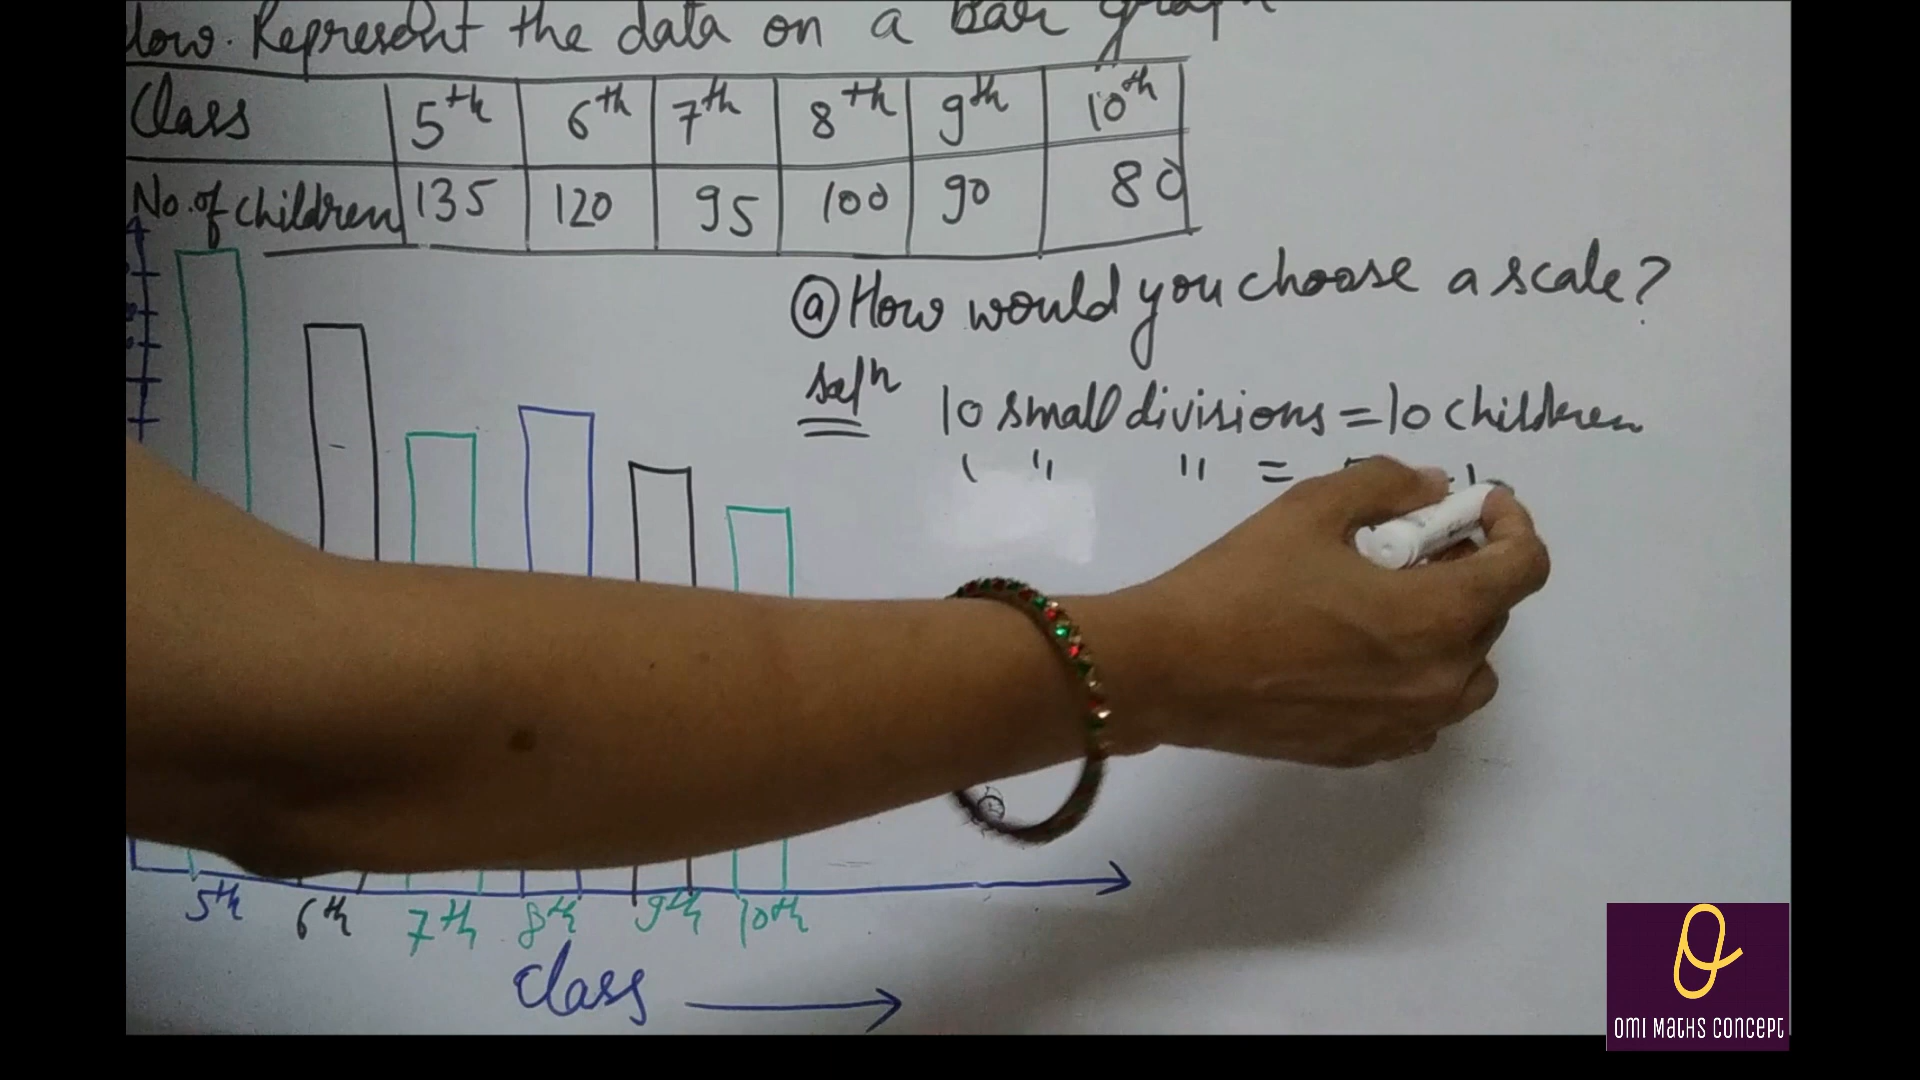 low. Represent the data on a Bar graph
Class 5th 6th 7th 8th 9th 10th
No. of children 135 120 95 100 90 80
(a) How would you choose a scale?
Solⁿ 10 small divisions = 10 children
" " " =
5th 6th 7th 8th 9th 10th
class
OMI MATHS CONCEPT